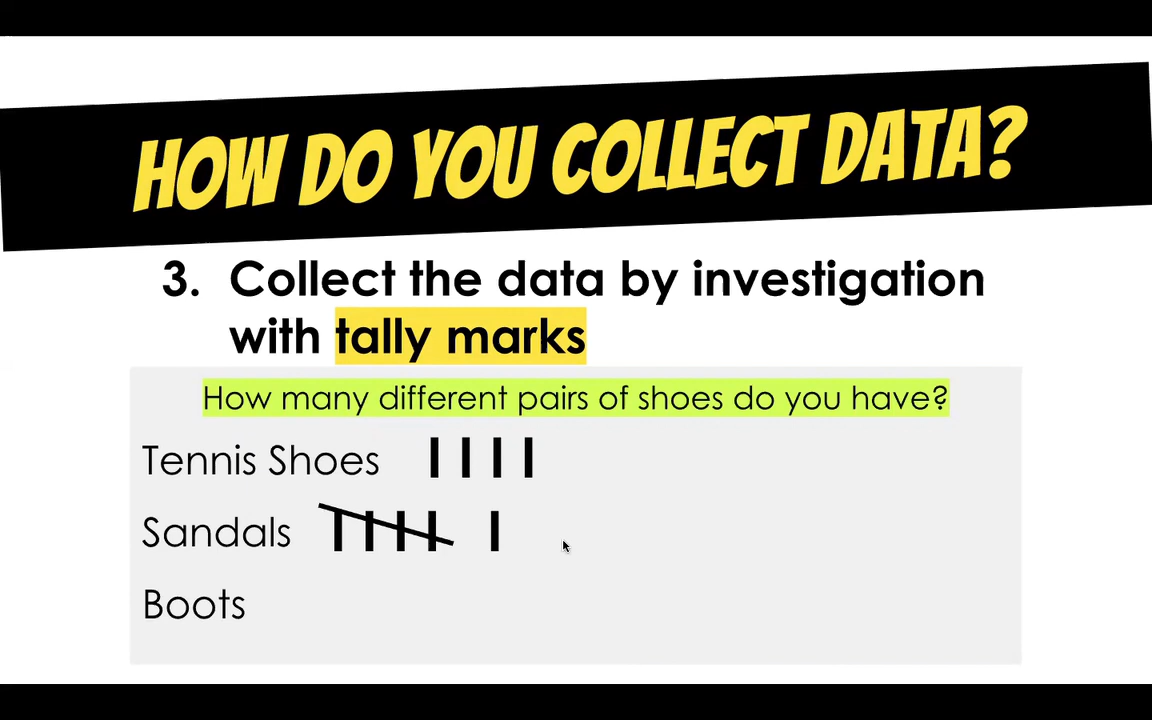 HOW DO YOU COLLECT DATA?
3. Collect the data by investigation
with tally marks
How many different pairs of shoes do you have?
Tennis Shoes
Sandals
Boots